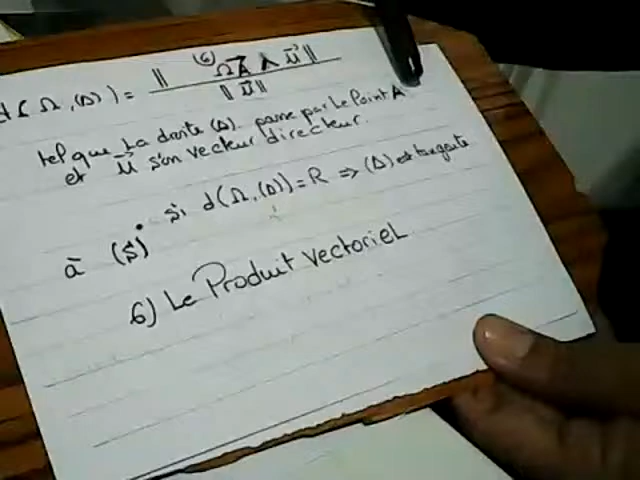 ⑥
d(Ω,(Δ)) = ‖ΩA⃗ ∧ u⃗‖ / ‖u⃗‖
tel que La droite (Δ). passe par Le Point A
et u⃗ son vecteur directeur.
• si d(Ω,(Δ)) = R ⇒ (Δ) est tangente
à (S)
6) Le Produit vectorieL